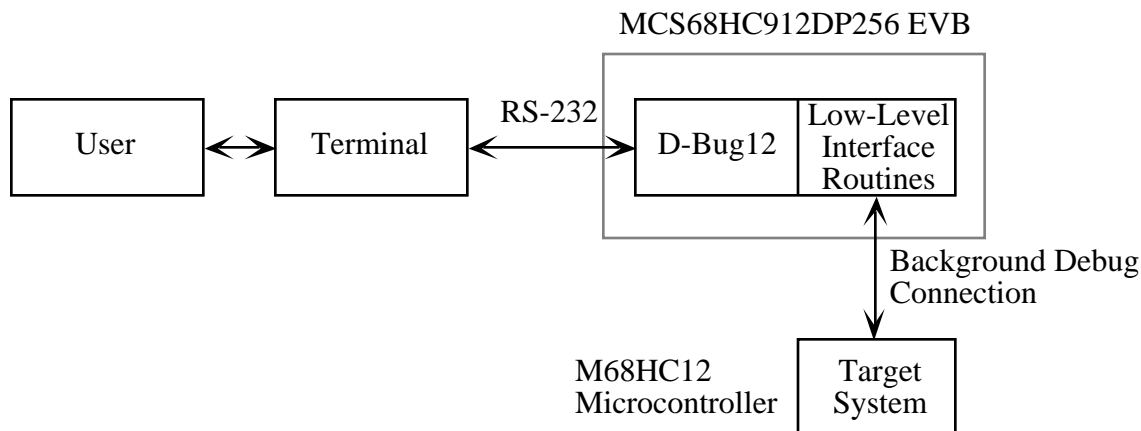 MCS68HC912DP256 EVB
User
Terminal
RS-232
D-Bug12
Low-Level
Interface
Routines
Background Debug
Connection
M68HC12
Microcontroller
Target
System